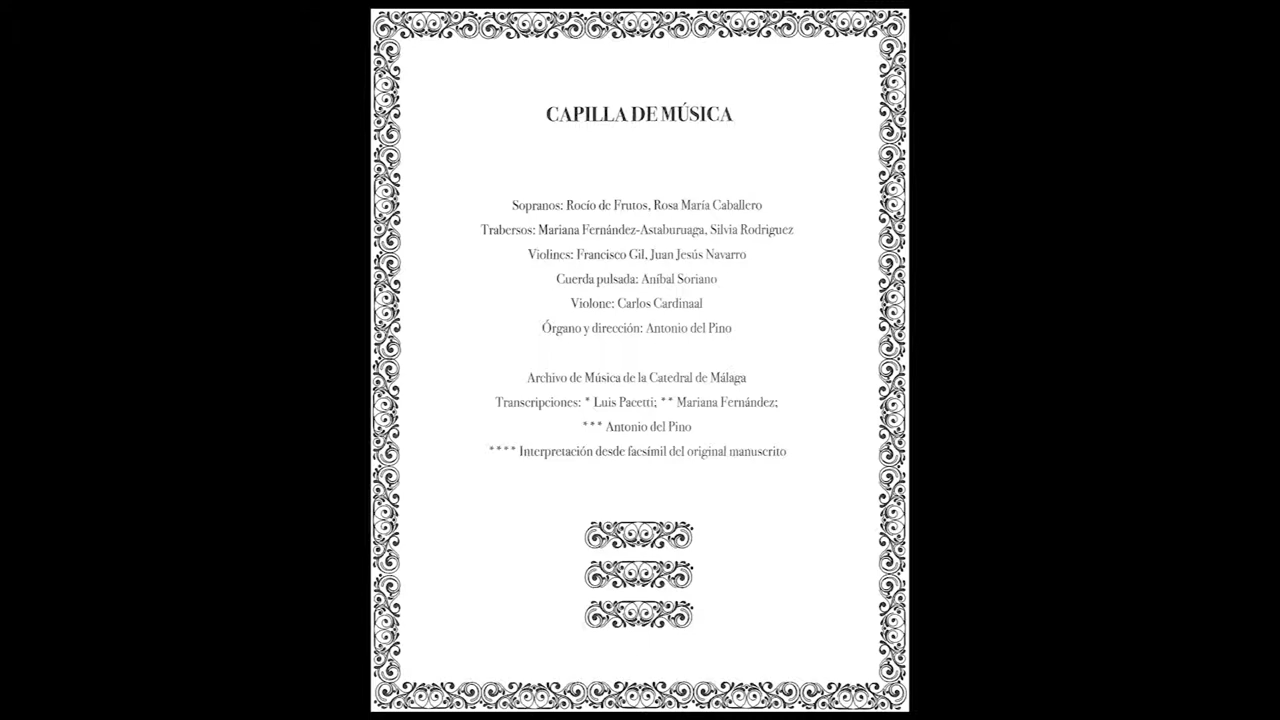 CAPILLA DE MÚSICA
Sopranos: Rocío de Frutos, Rosa María Caballero
Trabersos: Mariana Fernández-Astaburuaga, Silvia Rodriguez
Violines: Francisco Gil, Juan Jesús Navarro
Cuerda pulsada: Aníbal Soriano
Violone: Carlos Cardinaal
Órgano y dirección: Antonio del Pino
Archivo de Música de la Catedral de Málaga
Transcripciones: * Luis Pacetti; ** Mariana Fernández;
*** Antonio del Pino
**** Interpretación desde facsímil del original manuscrito